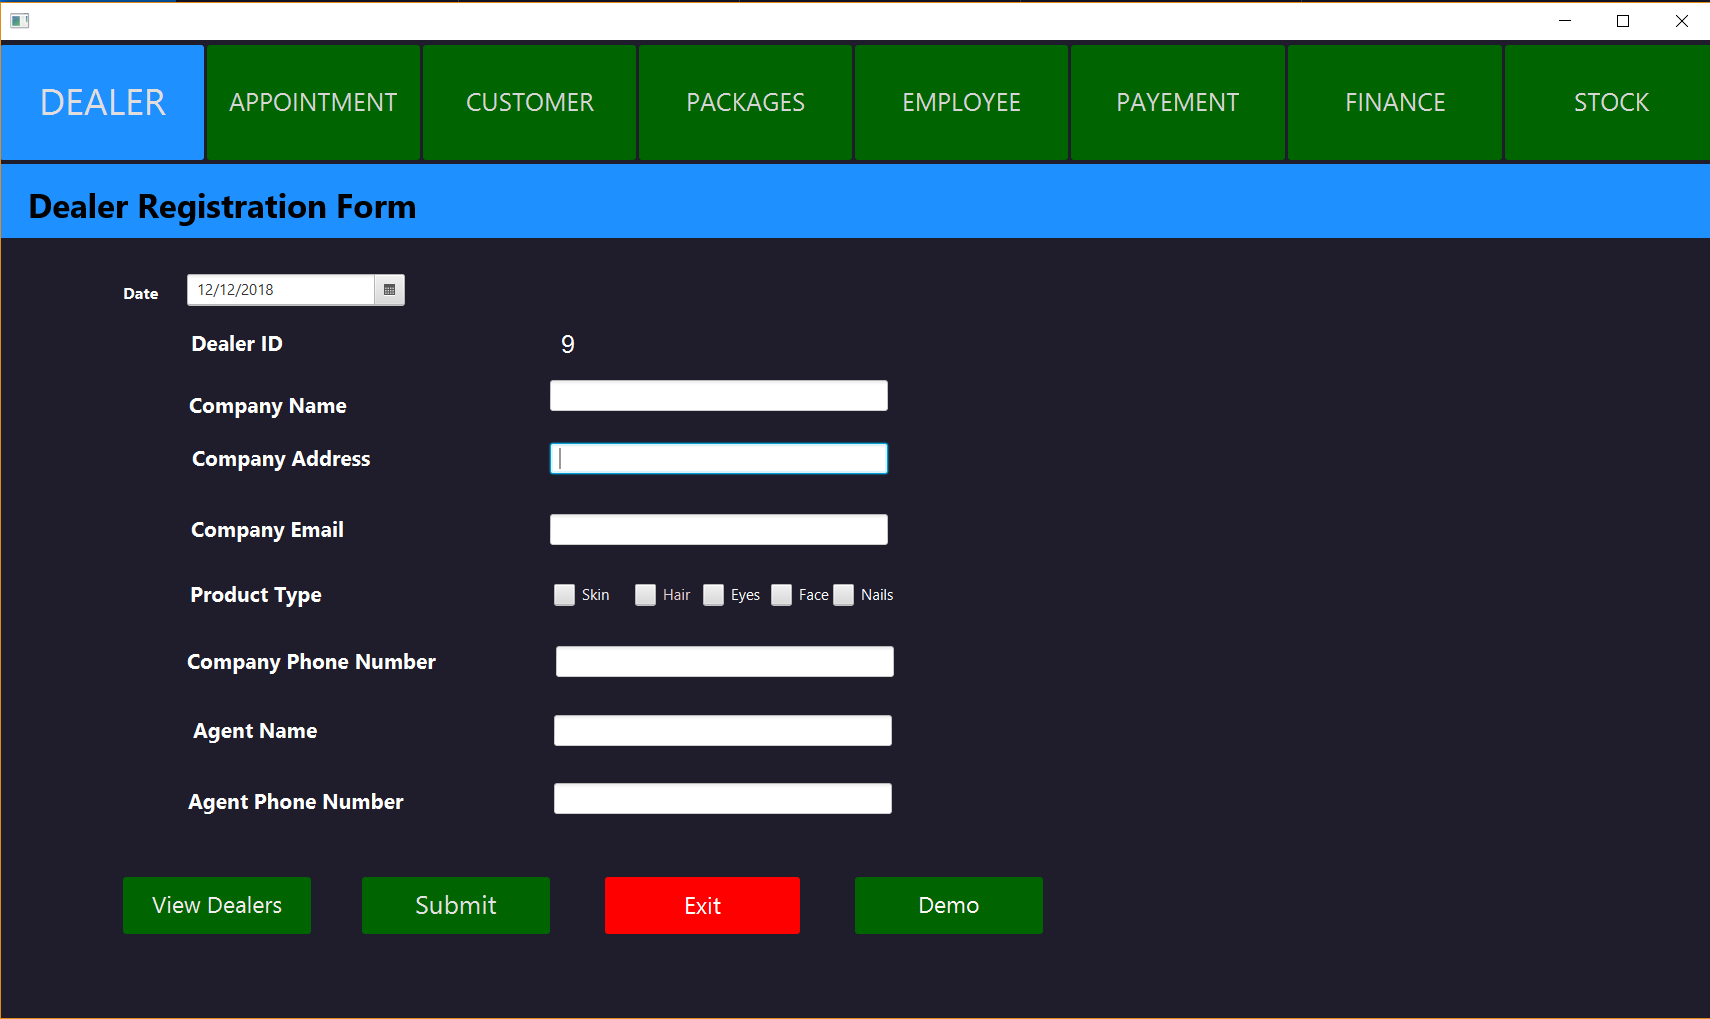 DEALER APPOINTMENT CUSTOMER PACKAGES EMPLOYEE PAYEMENT FINANCE STOCK
Dealer Registration Form
Date 12/12/2018
Dealer ID 9
Company Name
Company Address
Company Email
Product Type Skin Hair Eyes Face Nails
Company Phone Number
Agent Name
Agent Phone Number
View Dealers Submit Exit Demo